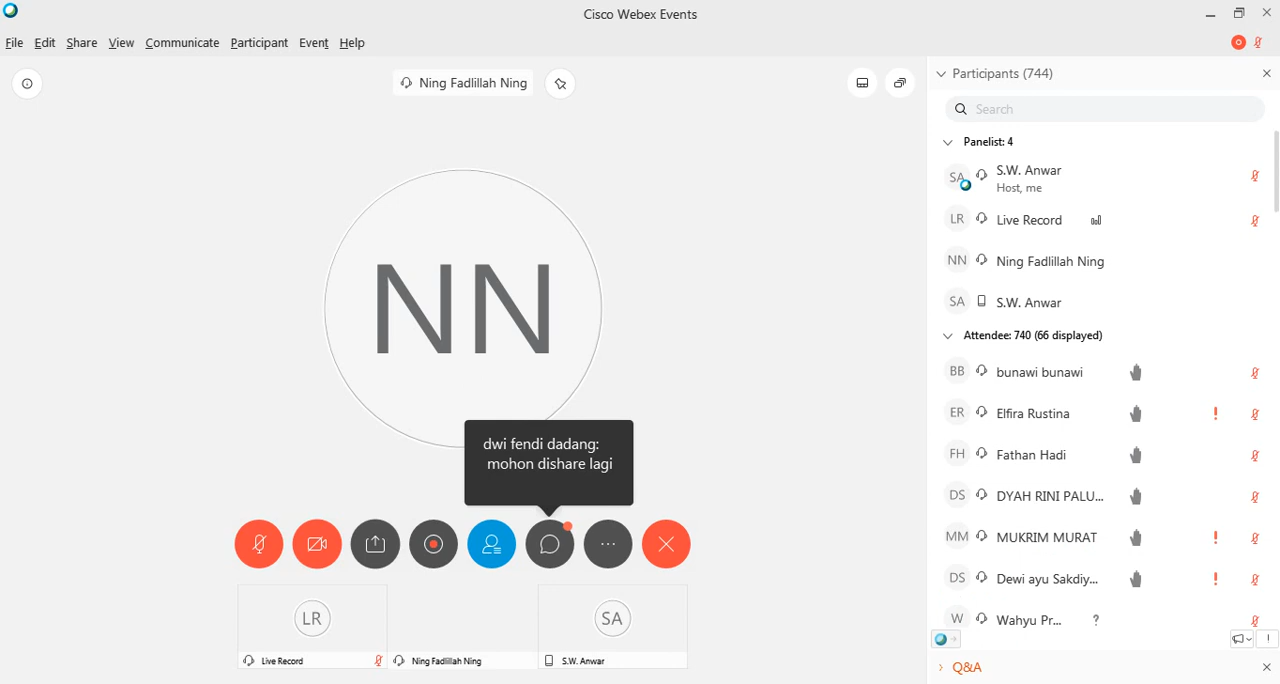 Cisco Webex Events
File Edit Share View Communicate Participant Event Help
Ning Fadlillah Ning
NN
dwi fendi dadang:
mohon dishare lagi
LR
SA
Live Record
Ning Fadlillah Ning
S.W. Anwar
Participants (744)
Search
Panelist: 4
SA S.W. Anwar
Host, me
LR Live Record
NN Ning Fadlillah Ning
SA S.W. Anwar
Attendee: 740 (66 displayed)
BB bunawi bunawi
ER Elfira Rustina !
FH Fathan Hadi
DS DYAH RINI PALU...
MM MUKRIM MURAT !
DS Dewi ayu Sakdiy... !
W Wahyu Pr... ?
!
Q&A